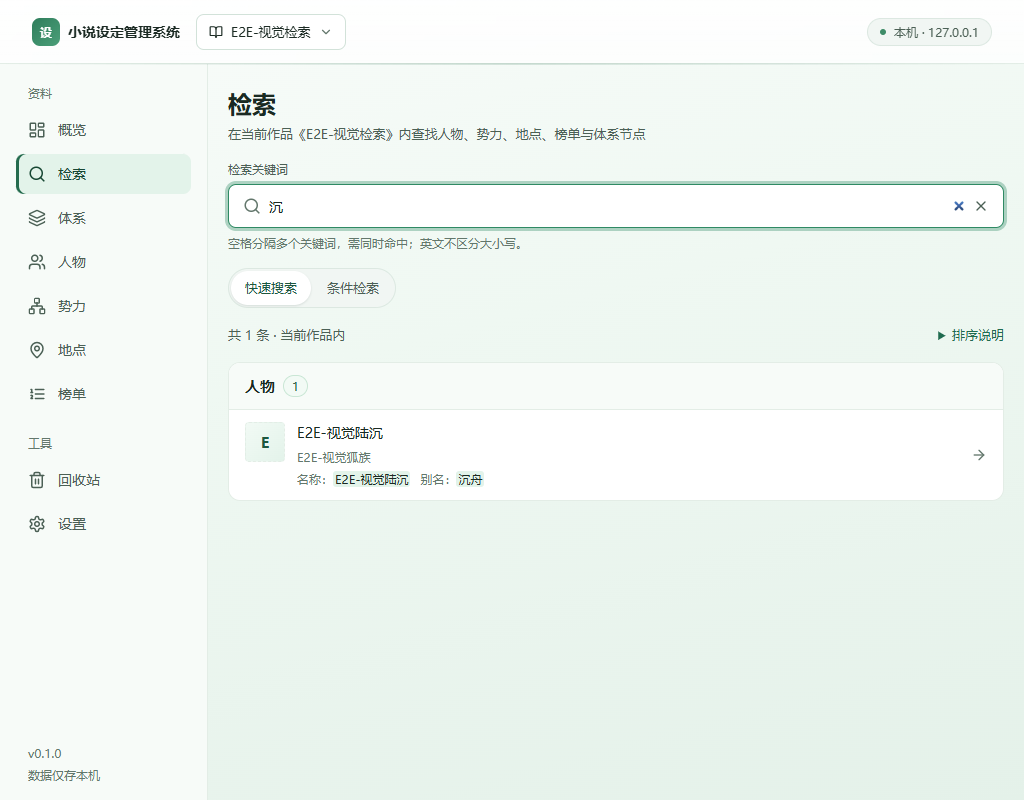 设 小说设定管理系统 E2E-视觉检索 本机 · 127.0.0.1
资料
概览
检索
体系
人物
势力
地点
榜单
工具
回收站
设置
v0.1.0
数据仅存本机
检索
在当前作品《E2E-视觉检索》内查找人物、势力、地点、榜单与体系节点
检索关键词
沉
空格分隔多个关键词，需同时命中；英文不区分大小写。
快速搜索 条件检索
共 1 条 · 当前作品内 排序说明
人物 1
E
E2E-视觉陆沉
E2E-视觉狐族
名称： E2E-视觉陆沉 别名： 沉舟